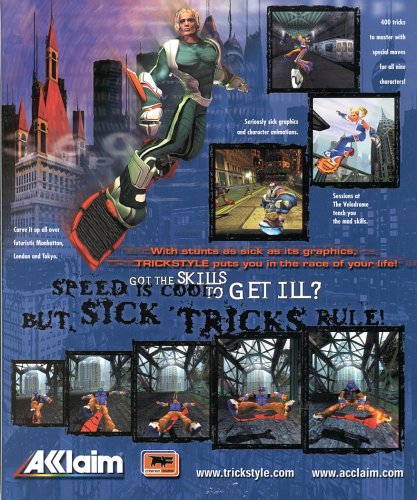 400 tricks
to master with
special moves
for all nine
characters!
Seriously sick graphics
and character animations.
Sessions at
The Velodrome
teach you
the mad skills.
Carve it up all over
futuristic Manhattan,
London and Tokyo.
With stunts as sick as its graphics,
TRICKSTYLE puts you in the race of your life!
GOT THE SKILLS
TO GET ILL?
SPEED IS COOL
BUT, SICK TRICKS RULE!
AKClaim
criterion studios
www.trickstyle.com
www.acclaim.com